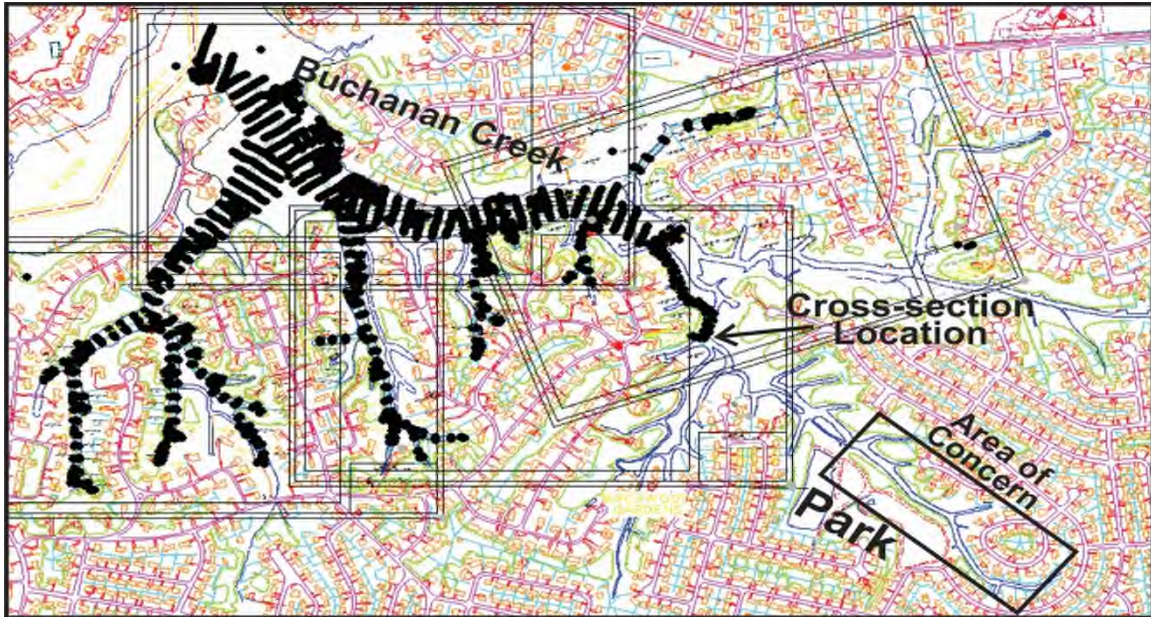 Buchanan Creek
Cross-section
Location
Area of
Concern
Park